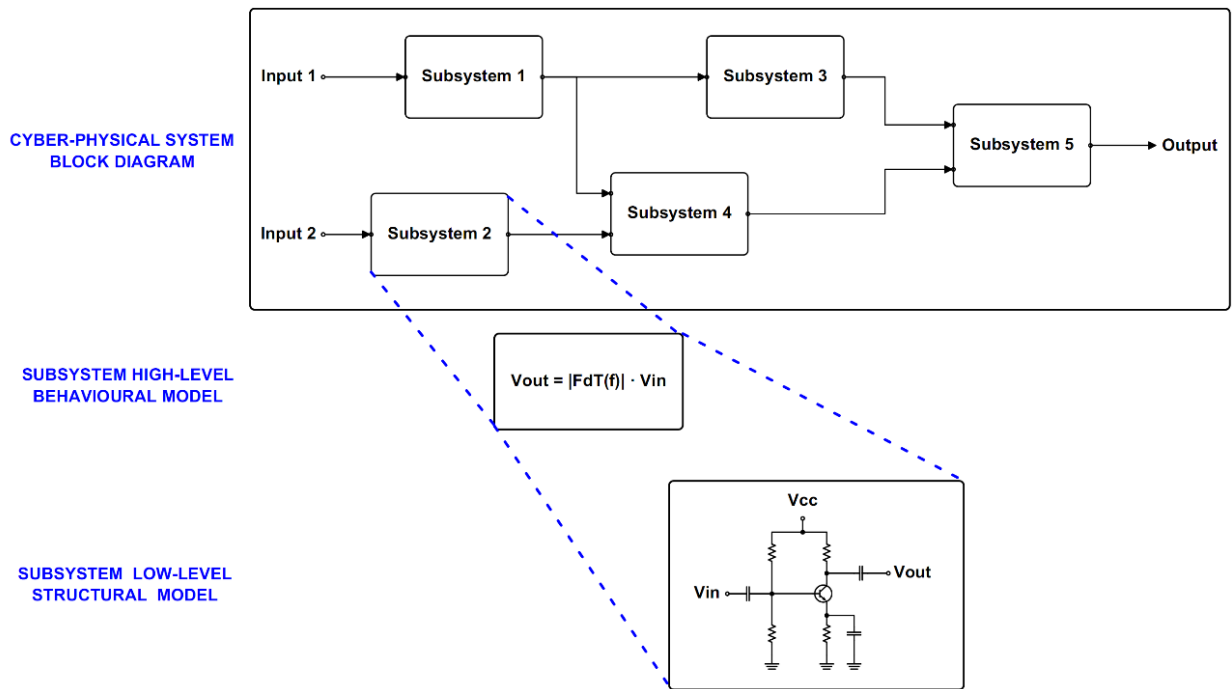 Input 1
Subsystem 1
Subsystem 3
CYBER-PHYSICAL SYSTEM
BLOCK DIAGRAM
Subsystem 5
Output
Subsystem 4
Input 2
Subsystem 2
SUBSYSTEM HIGH-LEVEL
BEHAVIOURAL MODEL
Vout = |FdT(f)| · Vin
Vcc
SUBSYSTEM LOW-LEVEL
STRUCTURAL MODEL
Vin
Vout